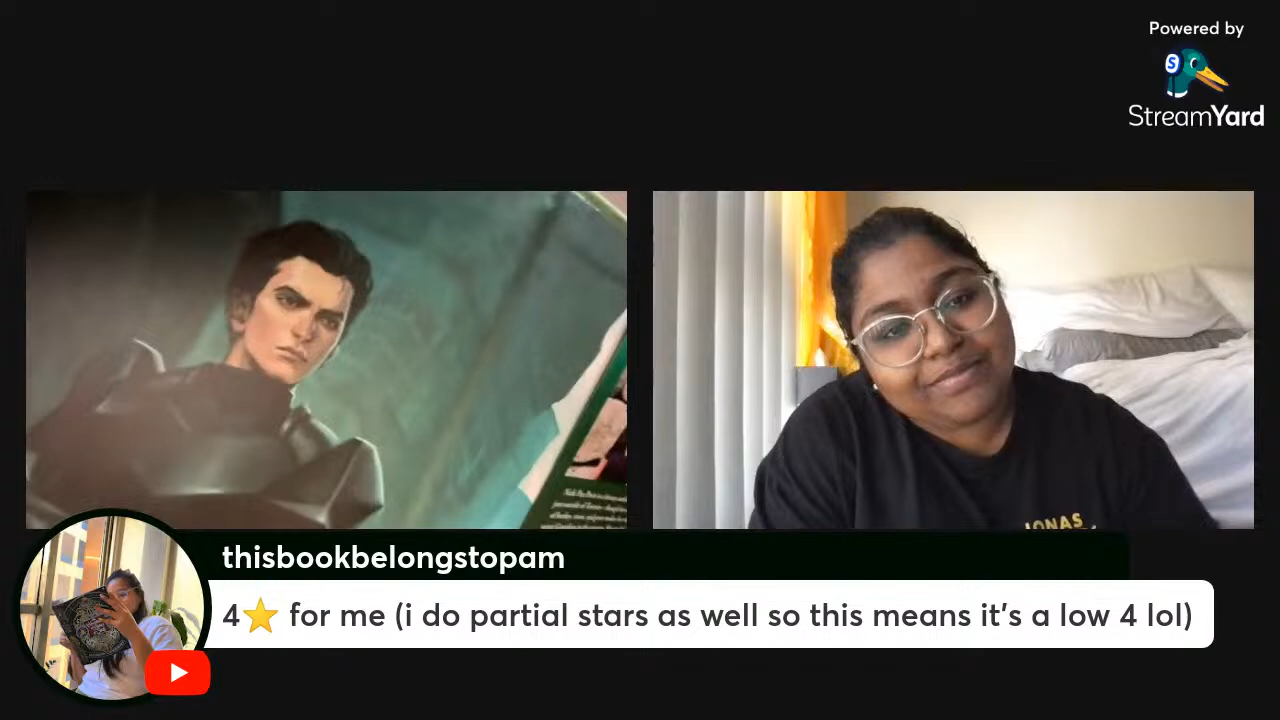 Powered by
S
StreamYard
JONAS
thisbookbelongstopam
4⭐ for me (i do partial stars as well so this means it's a low 4 lol)